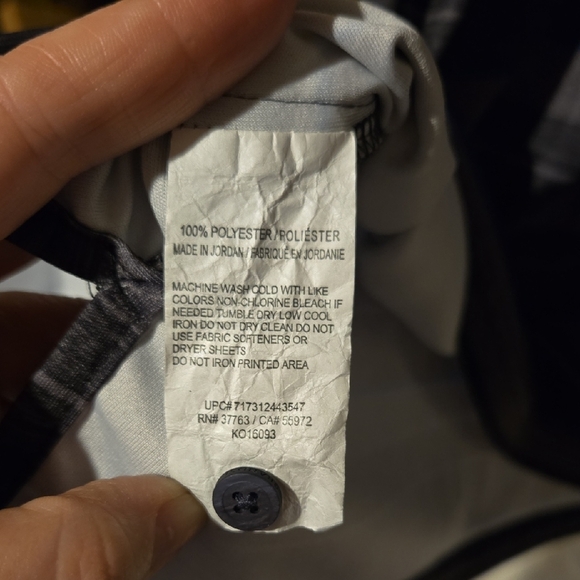 100% POLYESTER/POLIÉSTER
MADE IN JORDAN / FABRIQUÉ EN JORDANIE
MACHINE WASH COLD WITH LIKE
COLORS NON-CHLORINE BLEACH IF
NEEDED TUMBLE DRY LOW COOL
IRON DO NOT DRY CLEAN DO NOT
USE FABRIC SOFTENERS OR
DRYER SHEETS
DO NOT IRON PRINTED AREA
UPC# 717312443547
RN# 37763 / CA# 55972
KO16093